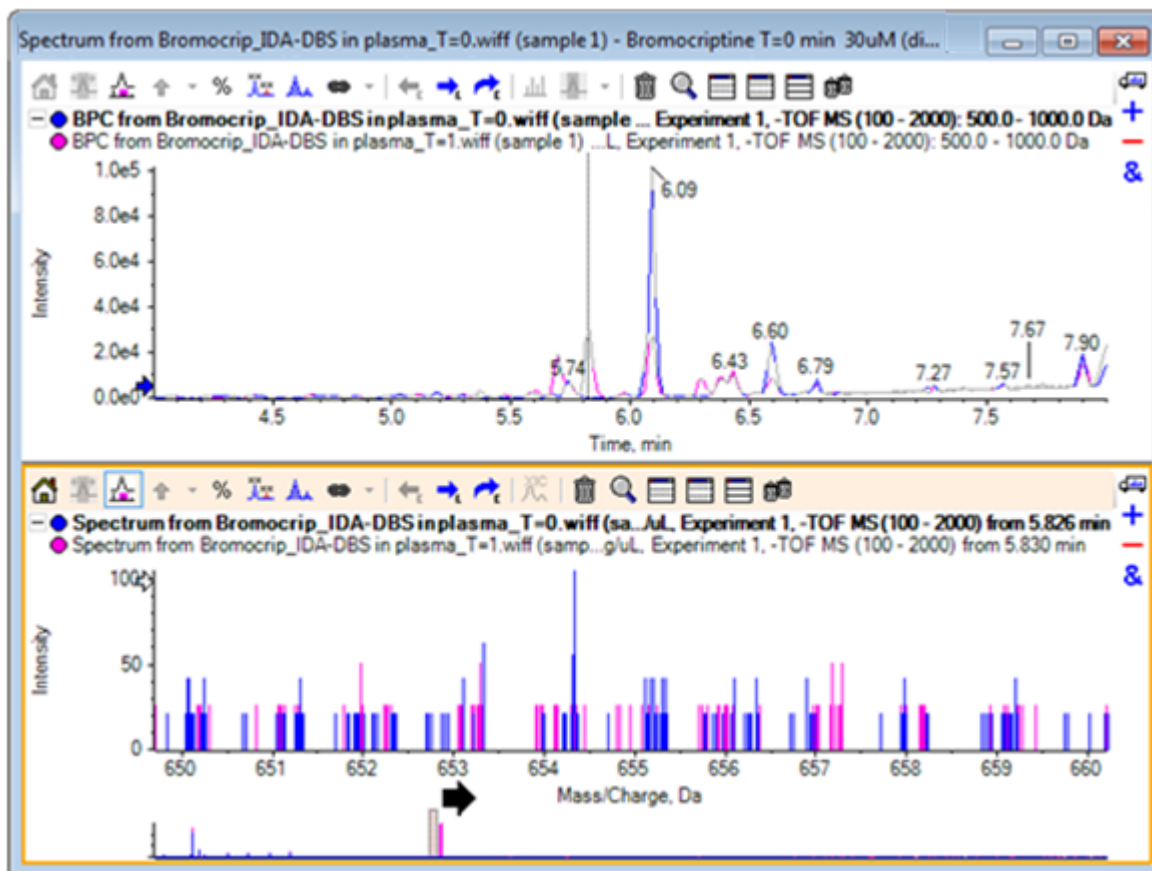 Spectrum from Bromocrip_IDA-DBS in plasma_T=0.wiff (sample 1) - Bromocriptine T=0 min 30uM (di...
%
BPC from Bromocrip_IDA-DBS in plasma_T=0.wiff (sample ... Experiment 1, -TOF MS (100 - 2000): 500.0 - 1000.0 Da
BPC from Bromocrip_IDA-DBS in plasma_T=1.wiff (sample 1) ...L, Experiment 1, -TOF MS (100 - 2000): 500.0 - 1000.0 Da
&
Intensity
1.0e5
8.0e4
6.0e4
4.0e4
2.0e4
0.0e0
5.74
6.09
6.43
6.60
6.79
7.27
7.57
7.67
7.90
4.5 5.0 5.5 6.0 6.5 7.0 7.5
Time, min
%
Spectrum from Bromocrip_IDA-DBS in plasma_T=0.wiff (sa.../uL, Experiment 1, -TOF MS (100 - 2000) from 5.826 min
Spectrum from Bromocrip_IDA-DBS in plasma_T=1.wiff (samp...g/uL, Experiment 1, -TOF MS (100 - 2000) from 5.830 min
&
Intensity
100
50
0
650 651 652 653 654 655 656 657 658 659 660
Mass/Charge, Da